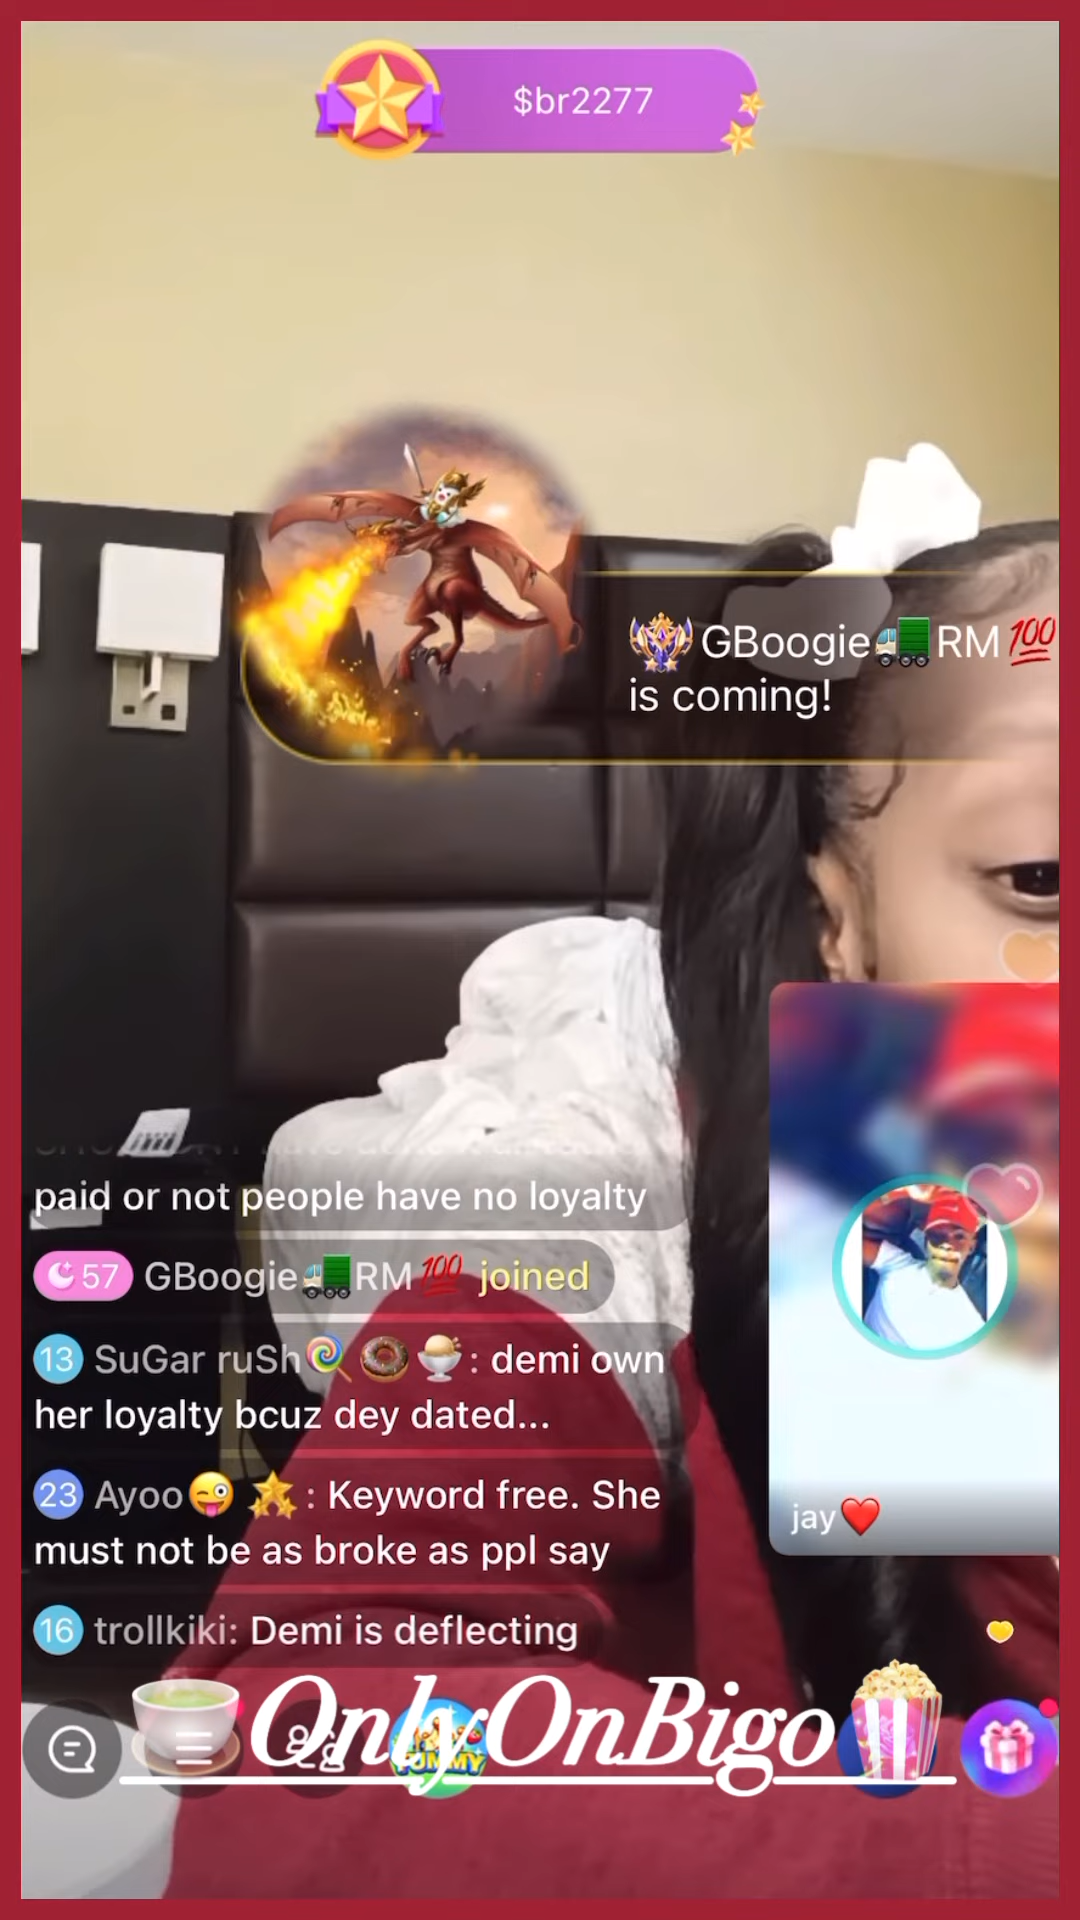 $br2277
GBoogie🚛RM💯
is coming!
paid or not people have no loyalty
57 GBoogie🚛RM💯 joined
13 SuGar ruSh🍭🍩🍨: demi own
her loyalty bcuz dey dated...
23 Ayoo😜🌟: Keyword free. She
must not be as broke as ppl say
16 trollkiki: Demi is deflecting
jay❤️
🍵OnlyOnBigo🍿
YUMMY